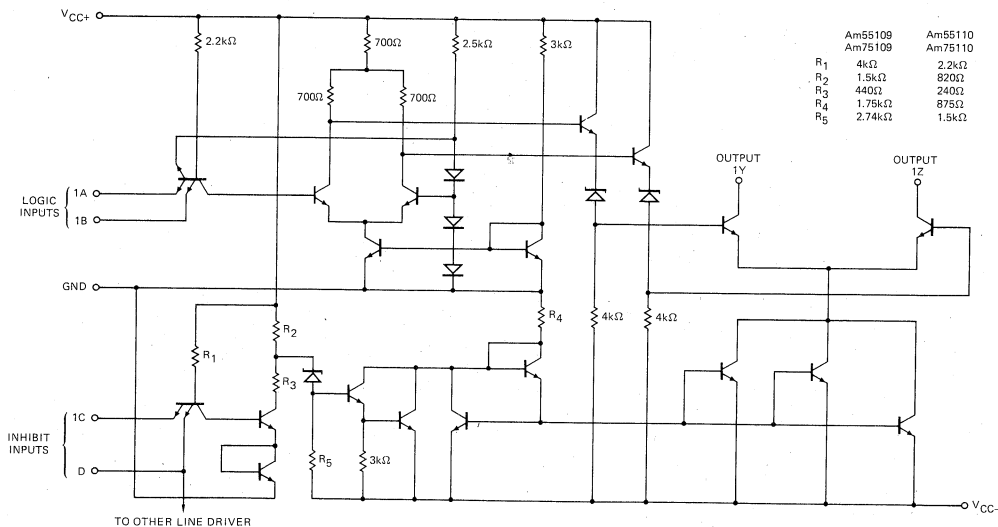 VCC+
2.2kΩ
700Ω
2.5kΩ
3kΩ
Am55109 Am55110
Am75109 Am75110
R1 4kΩ 2.2kΩ
R2 1.5kΩ 820Ω
R3 440Ω 240Ω
R4 1.75kΩ 875Ω
R5 2.74kΩ 1.5kΩ
700Ω
700Ω
OUTPUT
1Y
OUTPUT
1Z
LOGIC
INPUTS
1A
1B
GND
R2
R4
4kΩ
4kΩ
R1
R3
1C
INHIBIT
INPUTS
D
R5
3kΩ
VCC-
TO OTHER LINE DRIVER